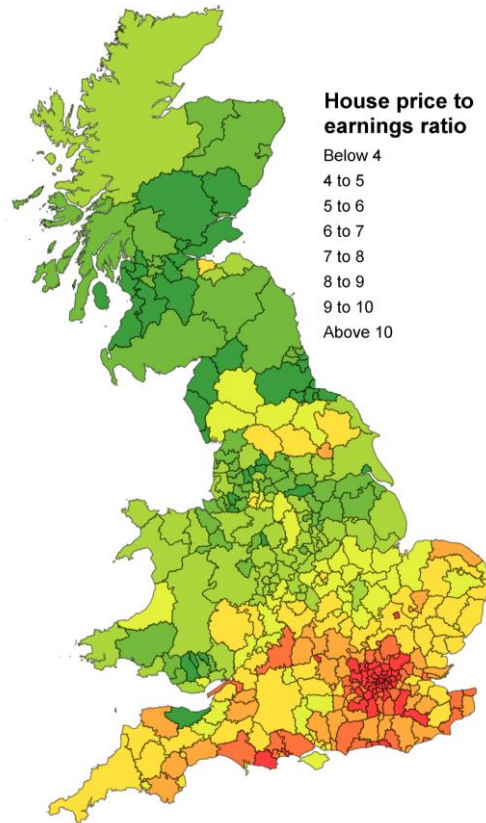 House price to
earnings ratio
Below 4
4 to 5
5 to 6
6 to 7
7 to 8
8 to 9
9 to 10
Above 10